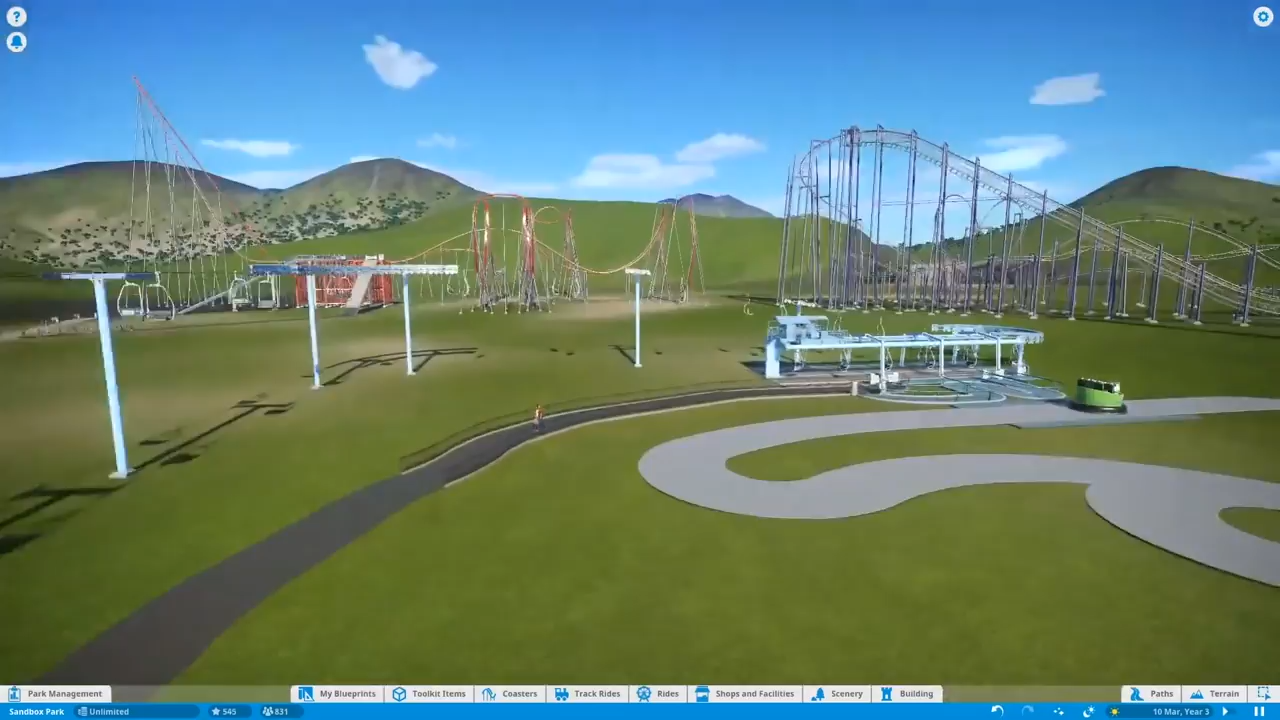 ?
Park Management
My Blueprints
Toolkit Items
Coasters
Track Rides
Rides
Shops and Facilities
Scenery
Building
Paths
Terrain
Sandbox Park
Unlimited
545
831
10 Mar, Year 3